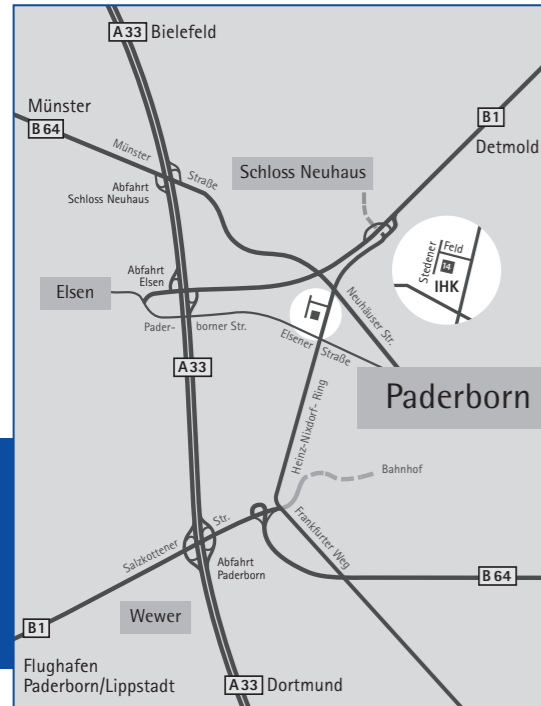 A33 Bielefeld
Münster
B64
B1
Detmold
Münster Straße
Schloss Neuhaus
Abfahrt
Schloss Neuhaus
Stedener Feld
14
IHK
Abfahrt
Elsen
Elsen
Pader- borner Str.
Elsener Straße
Neuhäuser Str.
A33
Paderborn
Heinz-Nixdorf- Ring
Bahnhof
Salzkottener Str.
Frankfurter Weg
Abfahrt
Paderborn
B64
Wewer
B1
Flughafen
Paderborn/Lippstadt
A33 Dortmund